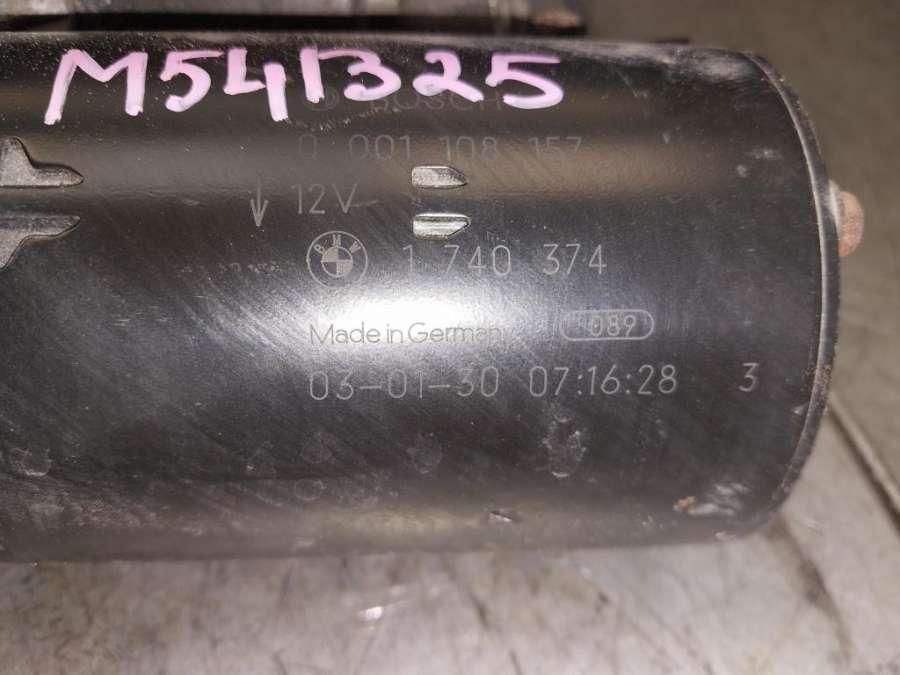 M54B25
BOSCH
0 001 108 157
12V
BMW 1 740 374
Made in Germany 089
03-01-30 07:16:28 3